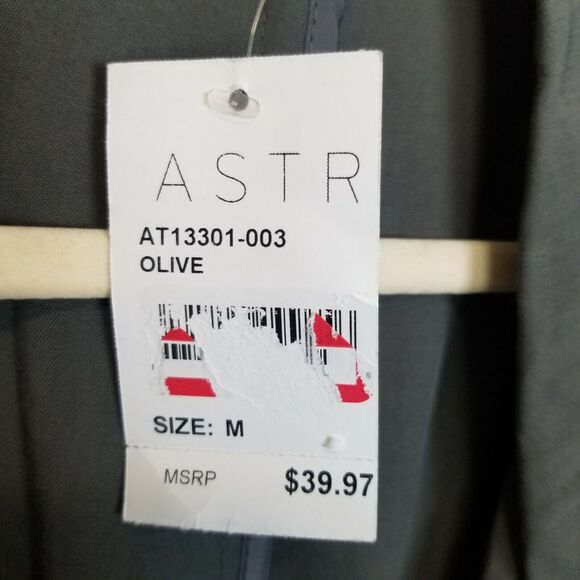 ASTR
AT13301-003
OLIVE
SIZE: M
MSRP $39.97